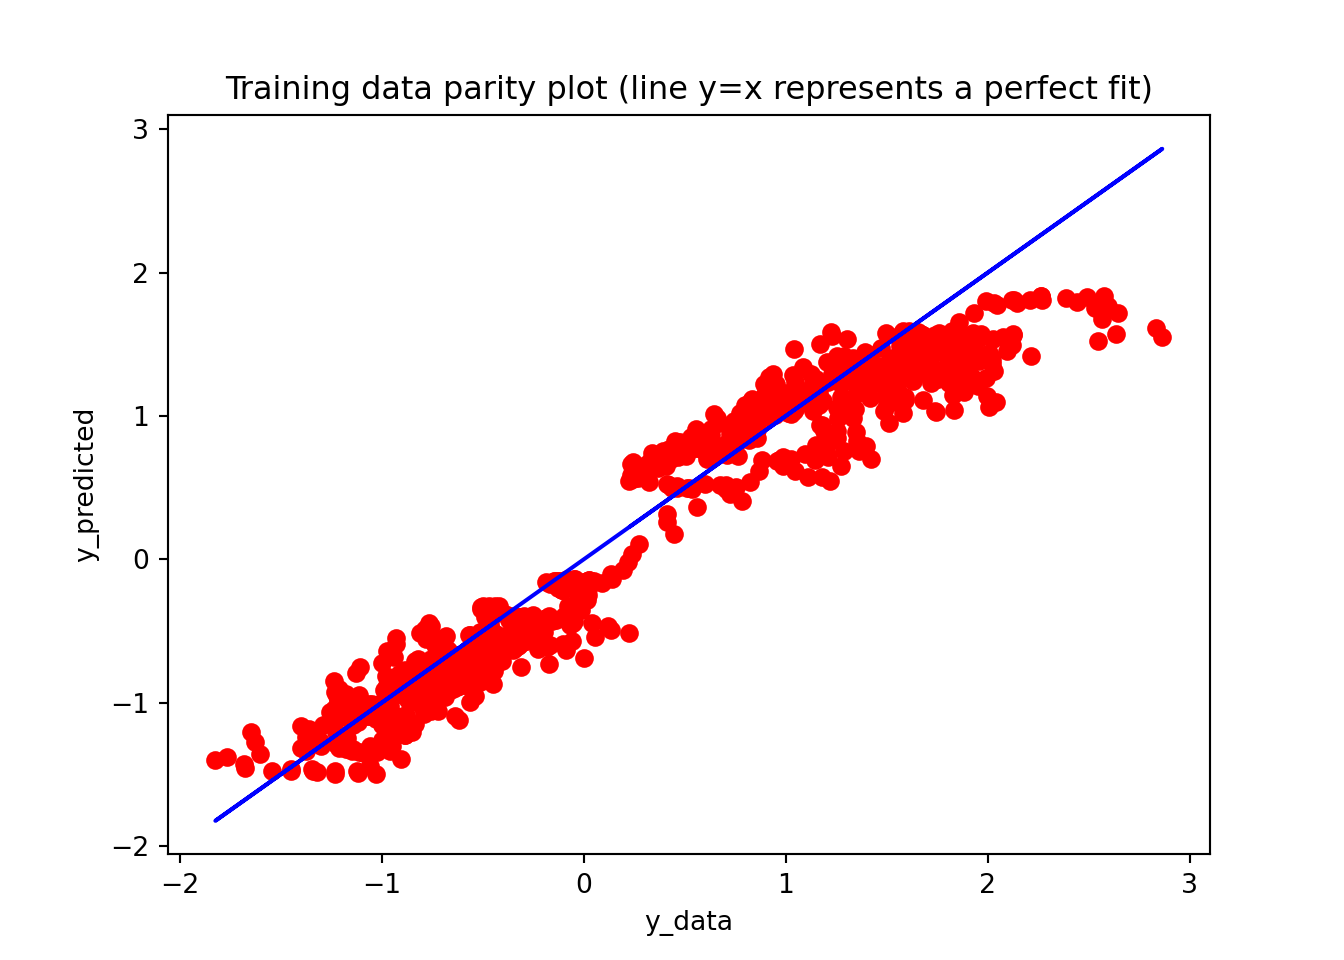 Training data parity plot (line y=x represents a perfect fit)
3
2
1
0
−1
−2
y_predicted
−2 −1 0 1 2 3
y_data